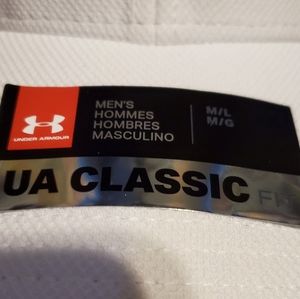 UNDER ARMOUR
MEN'S
HOMMES
HOMBRES
MASCULINO
M/L
M/G
UA CLASSIC